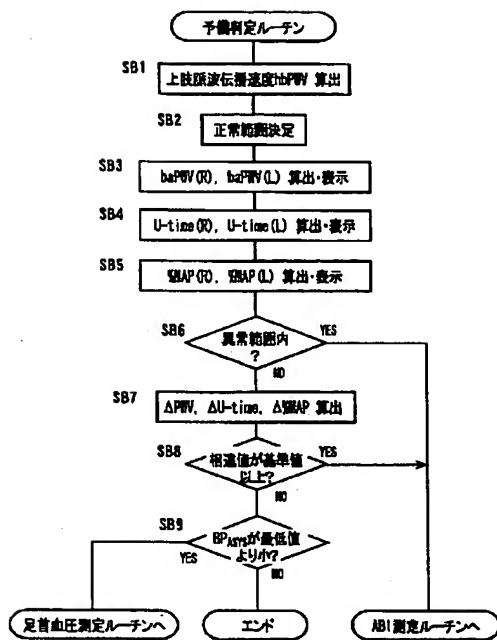 予備判定ルーチン
SB1
上肢脈波伝播速度hbPWV 算出
SB2
正常範囲決定
SB3
baPWV(R), baPWV(L) 算出・表示
SB4
U-time(R), U-time(L) 算出・表示
SB5
%MAP(R), %MAP(L) 算出・表示
SB6
異常範囲内
?
YES
NO
SB7
ΔPWV, ΔU-time, Δ%MAP 算出
SB8
相違値が基準値
以上?
YES
NO
SB9
BPASYSが最低値
より小?
YES
NO
足首血圧測定ルーチンへ
エンド
ABI測定ルーチンへ